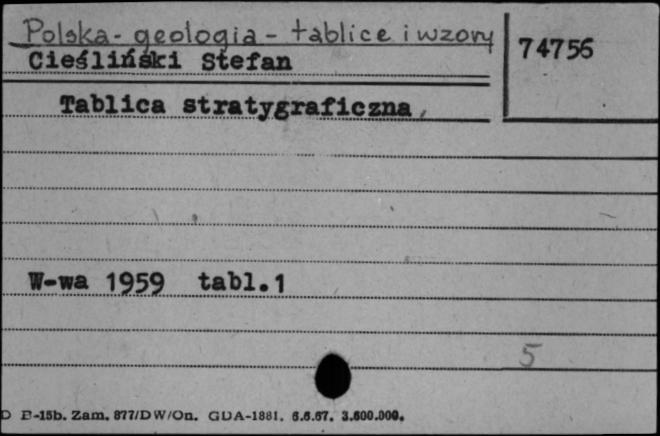 Polska - geologia - tablice i wzory
74756
Cieśliński Stefan
Tablica stratygraficzna,
W-wa 1959 tabl.1
5
D B-15b. Zam. 877/DW/On. GDA-1881. 6.6.67. 3.600.000.